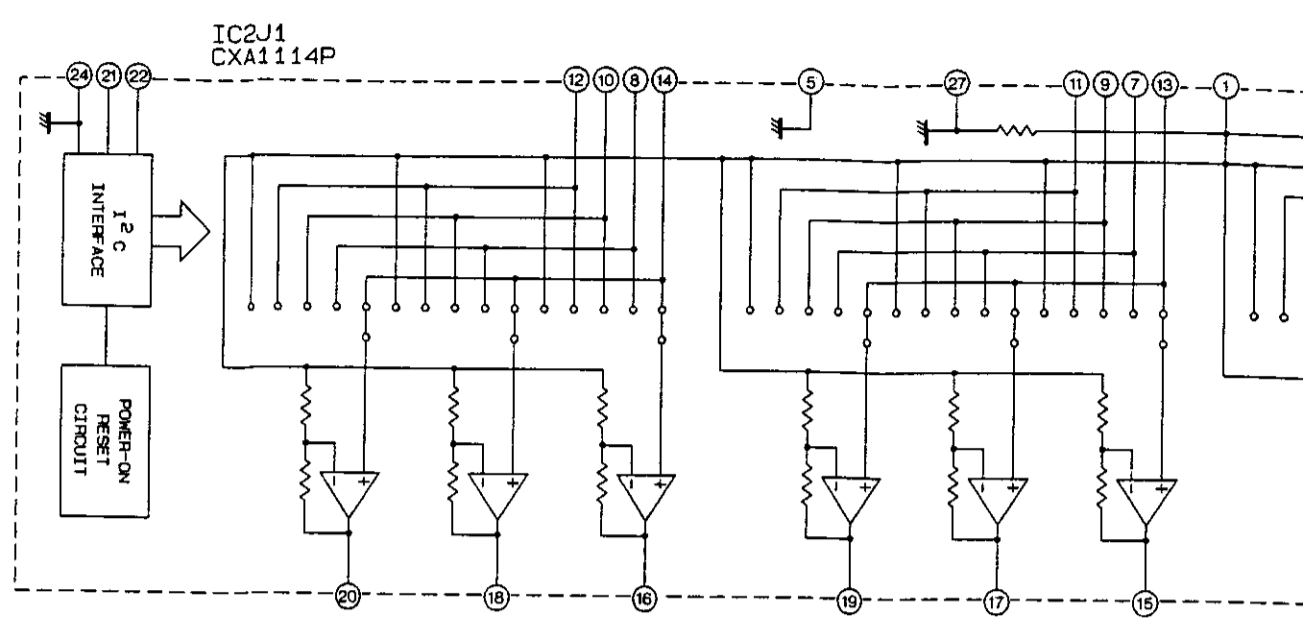 IC2J1
CXA1114P
24 21 22 12 10 8 14 5 27 11 9 7 13 1
I²C
INTERFACE
POWER-ON
RESET
CIRCUIT
- + - + - + - + - + - +
20 18 16 19 17 15